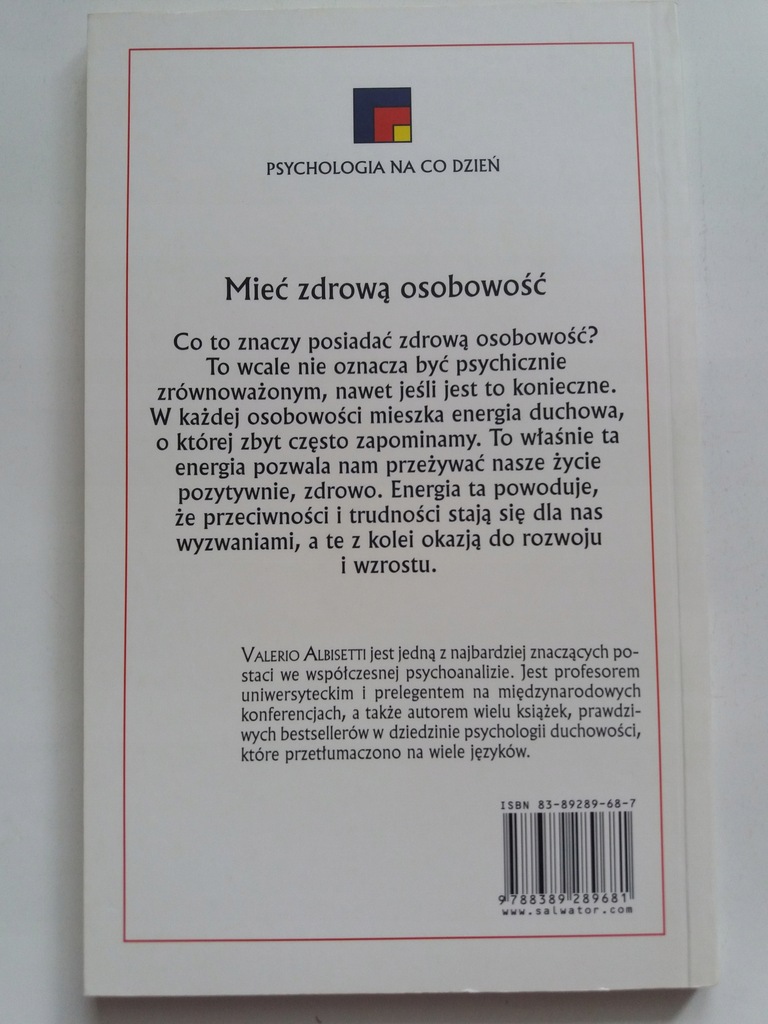 PSYCHOLOGIA NA CO DZIEŃ
Mieć zdrową osobowość
Co to znaczy posiadać zdrową osobowość?
To wcale nie oznacza być psychicznie
zrównoważonym, nawet jeśli jest to konieczne.
W każdej osobowości mieszka energia duchowa,
o której zbyt często zapominamy. To właśnie ta
energia pozwala nam przeżywać nasze życie
pozytywnie, zdrowo. Energia ta powoduje,
że przeciwności i trudności stają się dla nas
wyzwaniami, a te z kolei okazją do rozwoju
i wzrostu.
VALERIO ALBISETTI jest jedną z najbardziej znaczących po-
staci we współczesnej psychoanalizie. Jest profesorem
uniwersyteckim i prelegentem na międzynarodowych
konferencjach, a także autorem wielu książek, prawdzi-
wych bestsellerów w dziedzinie psychologii duchowości,
które przetłumaczono na wiele języków.
ISBN 83-89289-68-7
9 788389 289681
www.salwator.com